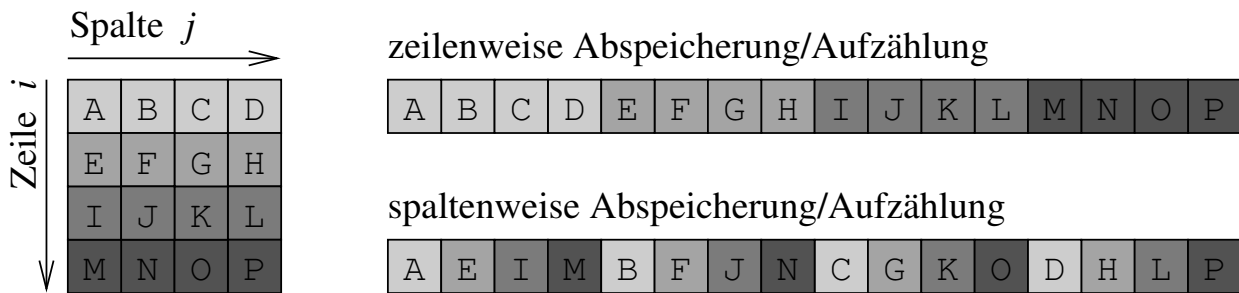 Spalte j
Zeile i
A B C D
E F G H
I J K L
M N O P
zeilenweise Abspeicherung/Aufzählung
A B C D E F G H I J K L M N O P
spaltenweise Abspeicherung/Aufzählung
A E I M B F J N C G K O D H L P